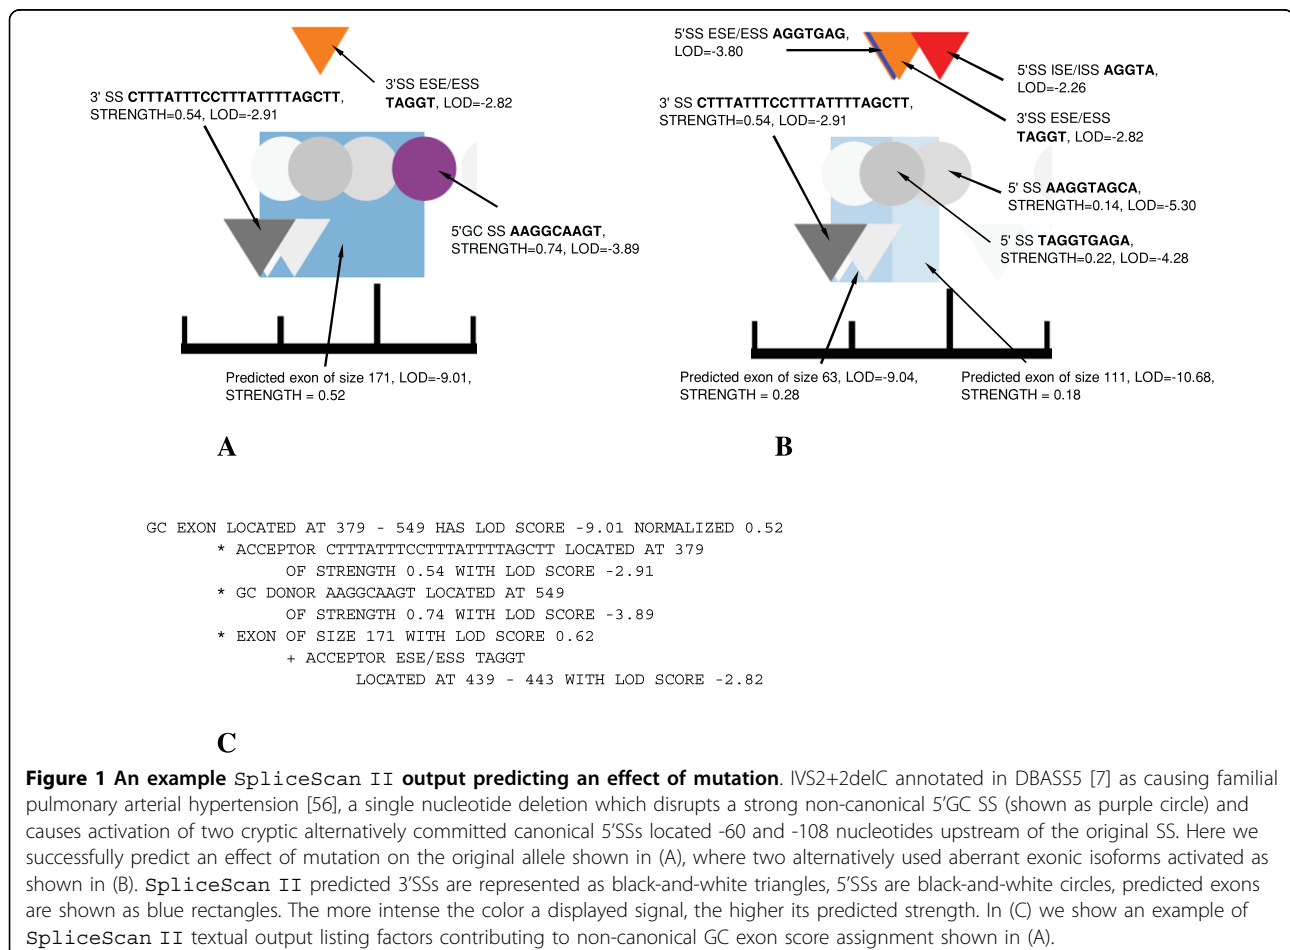 3'SS ESE/ESS
TAGGT, LOD=-2.82
3' SS CTTTATTTCCTTTATTTTAGCTT,
STRENGTH=0.54, LOD=-2.91
5'GC SS AAGGCAAGT,
STRENGTH=0.74, LOD=-3.89
Predicted exon of size 171, LOD=-9.01,
STRENGTH = 0.52
A
5'SS ESE/ESS AGGTGAG,
LOD=-3.80
5'SS ISE/ISS AGGTA,
LOD=-2.26
3' SS CTTTATTTCCTTTATTTTAGCTT,
STRENGTH=0.54, LOD=-2.91
3'SS ESE/ESS
TAGGT, LOD=-2.82
5' SS AAGGTAGCA,
STRENGTH=0.14, LOD=-5.30
5' SS TAGGTGAGA,
STRENGTH=0.22, LOD=-4.28
Predicted exon of size 63, LOD=-9.04,
STRENGTH = 0.28
Predicted exon of size 111, LOD=-10.68,
STRENGTH = 0.18
B
GC EXON LOCATED AT 379 - 549 HAS LOD SCORE -9.01 NORMALIZED 0.52
* ACCEPTOR CTTTATTTCCTTTATTTTAGCTT LOCATED AT 379
OF STRENGTH 0.54 WITH LOD SCORE -2.91
* GC DONOR AAGGCAAGT LOCATED AT 549
OF STRENGTH 0.74 WITH LOD SCORE -3.89
* EXON OF SIZE 171 WITH LOD SCORE 0.62
+ ACCEPTOR ESE/ESS TAGGT
LOCATED AT 439 - 443 WITH LOD SCORE -2.82
C
Figure 1 An example SpliceScan II output predicting an effect of mutation. IVS2+2delC annotated in DBASS5 [7] as causing familial
pulmonary arterial hypertension [56], a single nucleotide deletion which disrupts a strong non-canonical 5'GC SS (shown as purple circle) and
causes activation of two cryptic alternatively committed canonical 5'SSs located -60 and -108 nucleotides upstream of the original SS. Here we
successfully predict an effect of mutation on the original allele shown in (A), where two alternatively used aberrant exonic isoforms activated as
shown in (B). SpliceScan II predicted 3'SSs are represented as black-and-white triangles, 5'SSs are black-and-white circles, predicted exons
are shown as blue rectangles. The more intense the color a displayed signal, the higher its predicted strength. In (C) we show an example of
SpliceScan II textual output listing factors contributing to non-canonical GC exon score assignment shown in (A).